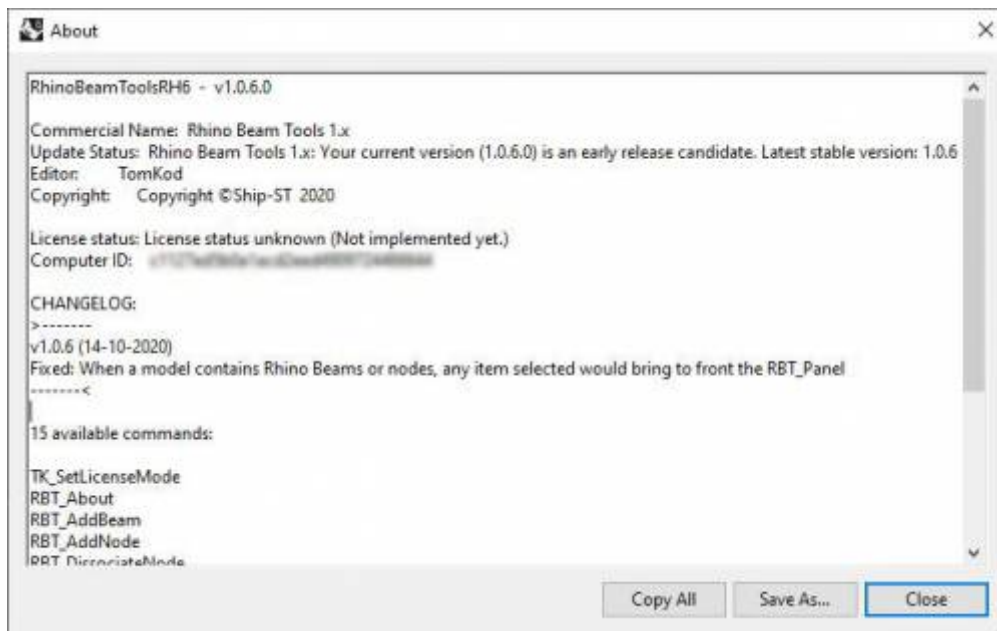 About
RhinoBeamToolsRH6 - v1.0.6.0
Commercial Name: Rhino Beam Tools 1.x
Update Status: Rhino Beam Tools 1.x: Your current version (1.0.6.0) is an early release candidate. Latest stable version: 1.0.6
Editor: TomKod
Copyright: Copyright ©Ship-ST 2020
License status: License status unknown (Not implemented yet.)
Computer ID:
CHANGELOG:
>-------
v1.0.6 (14-10-2020)
Fixed: When a model contains Rhino Beams or nodes, any item selected would bring to front the RBT_Panel
-------<
15 available commands:
TK_SetLicenseMode
RBT_About
RBT_AddBeam
RBT_AddNode
RBT_DissociateNode
Copy All Save As... Close